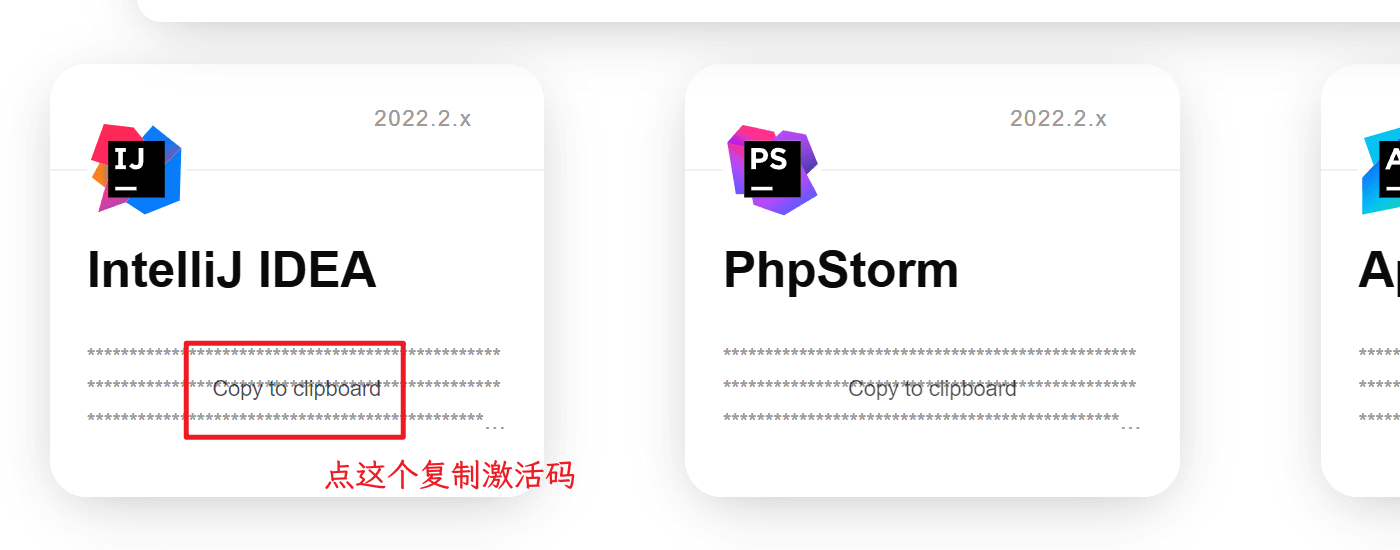 2022.2.x
IJ
IntelliJ IDEA
Copy to clipboard
点这个复制激活码
2022.2.x
PS
PhpStorm
Copy to clipboard